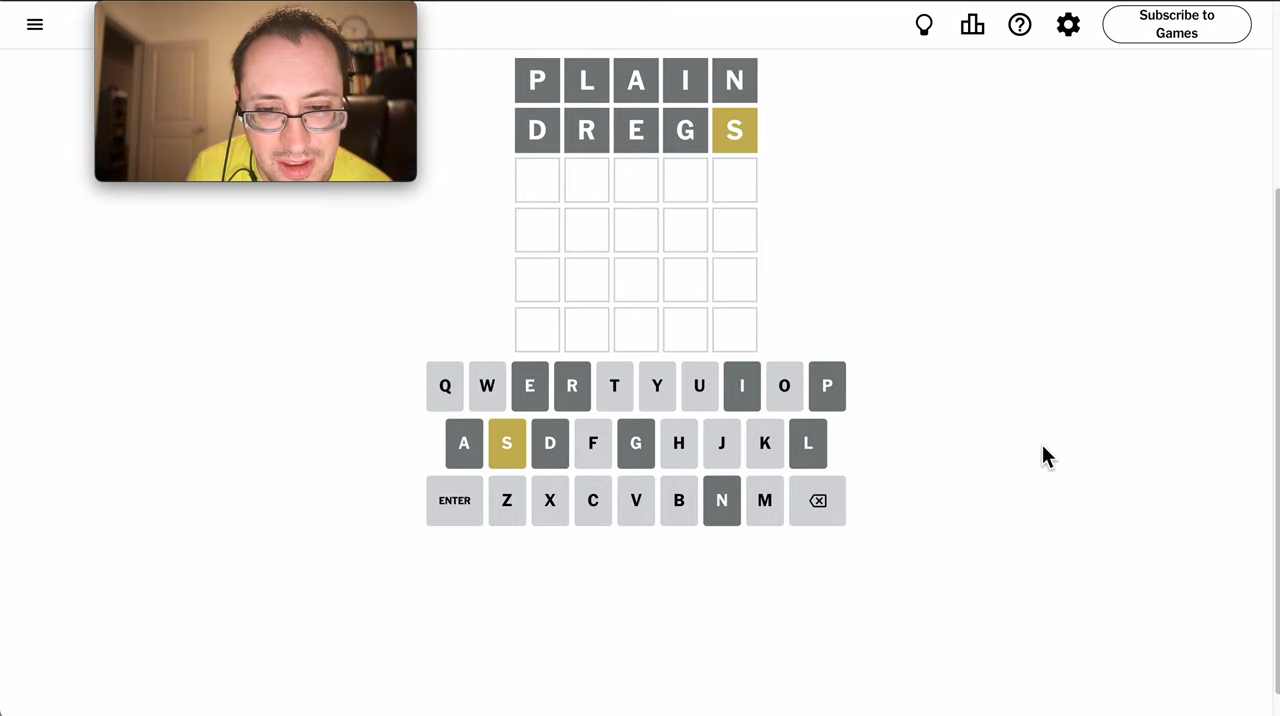 Subscribe to
Games
P L A I N
D R E G S
Q W E R T Y U I O P
A S D F G H J K L
ENTER Z X C V B N M